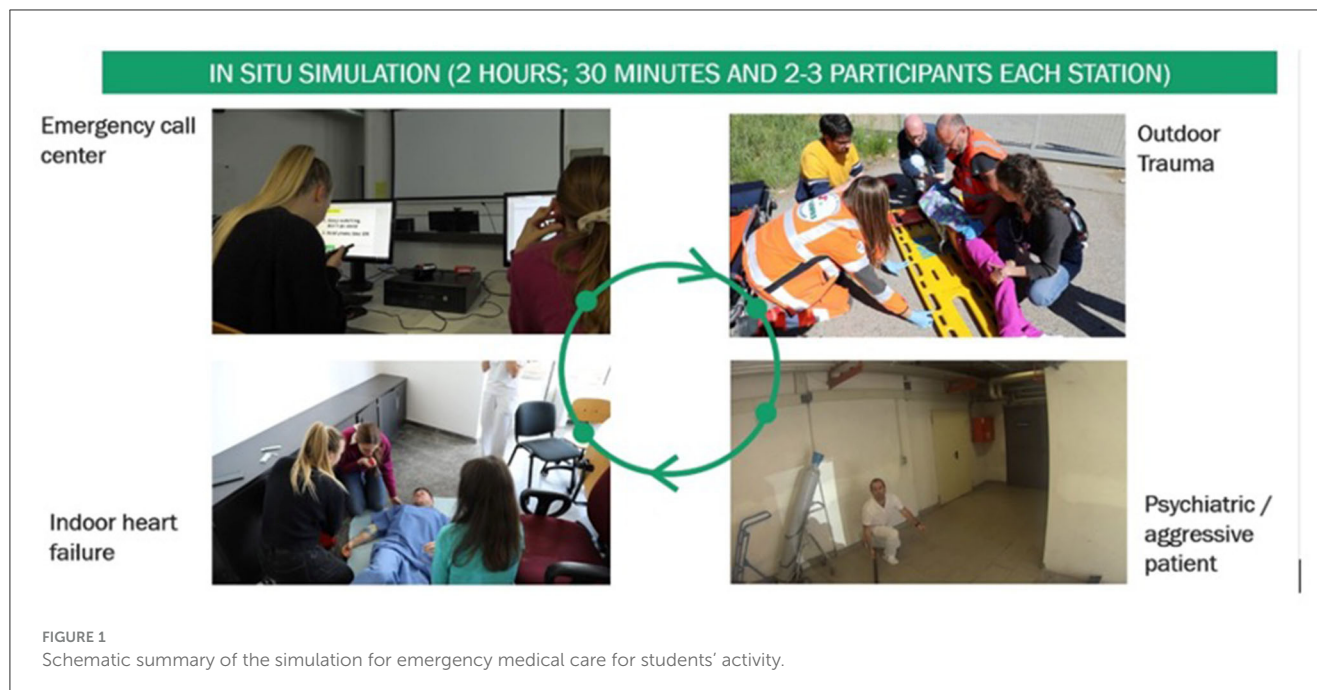 IN SITU SIMULATION (2 HOURS; 30 MINUTES AND 2-3 PARTICIPANTS EACH STATION)
Emergency call
center
Outdoor
Trauma
Indoor heart
failure
Psychiatric /
aggressive
patient
FIGURE 1
Schematic summary of the simulation for emergency medical care for students’ activity.